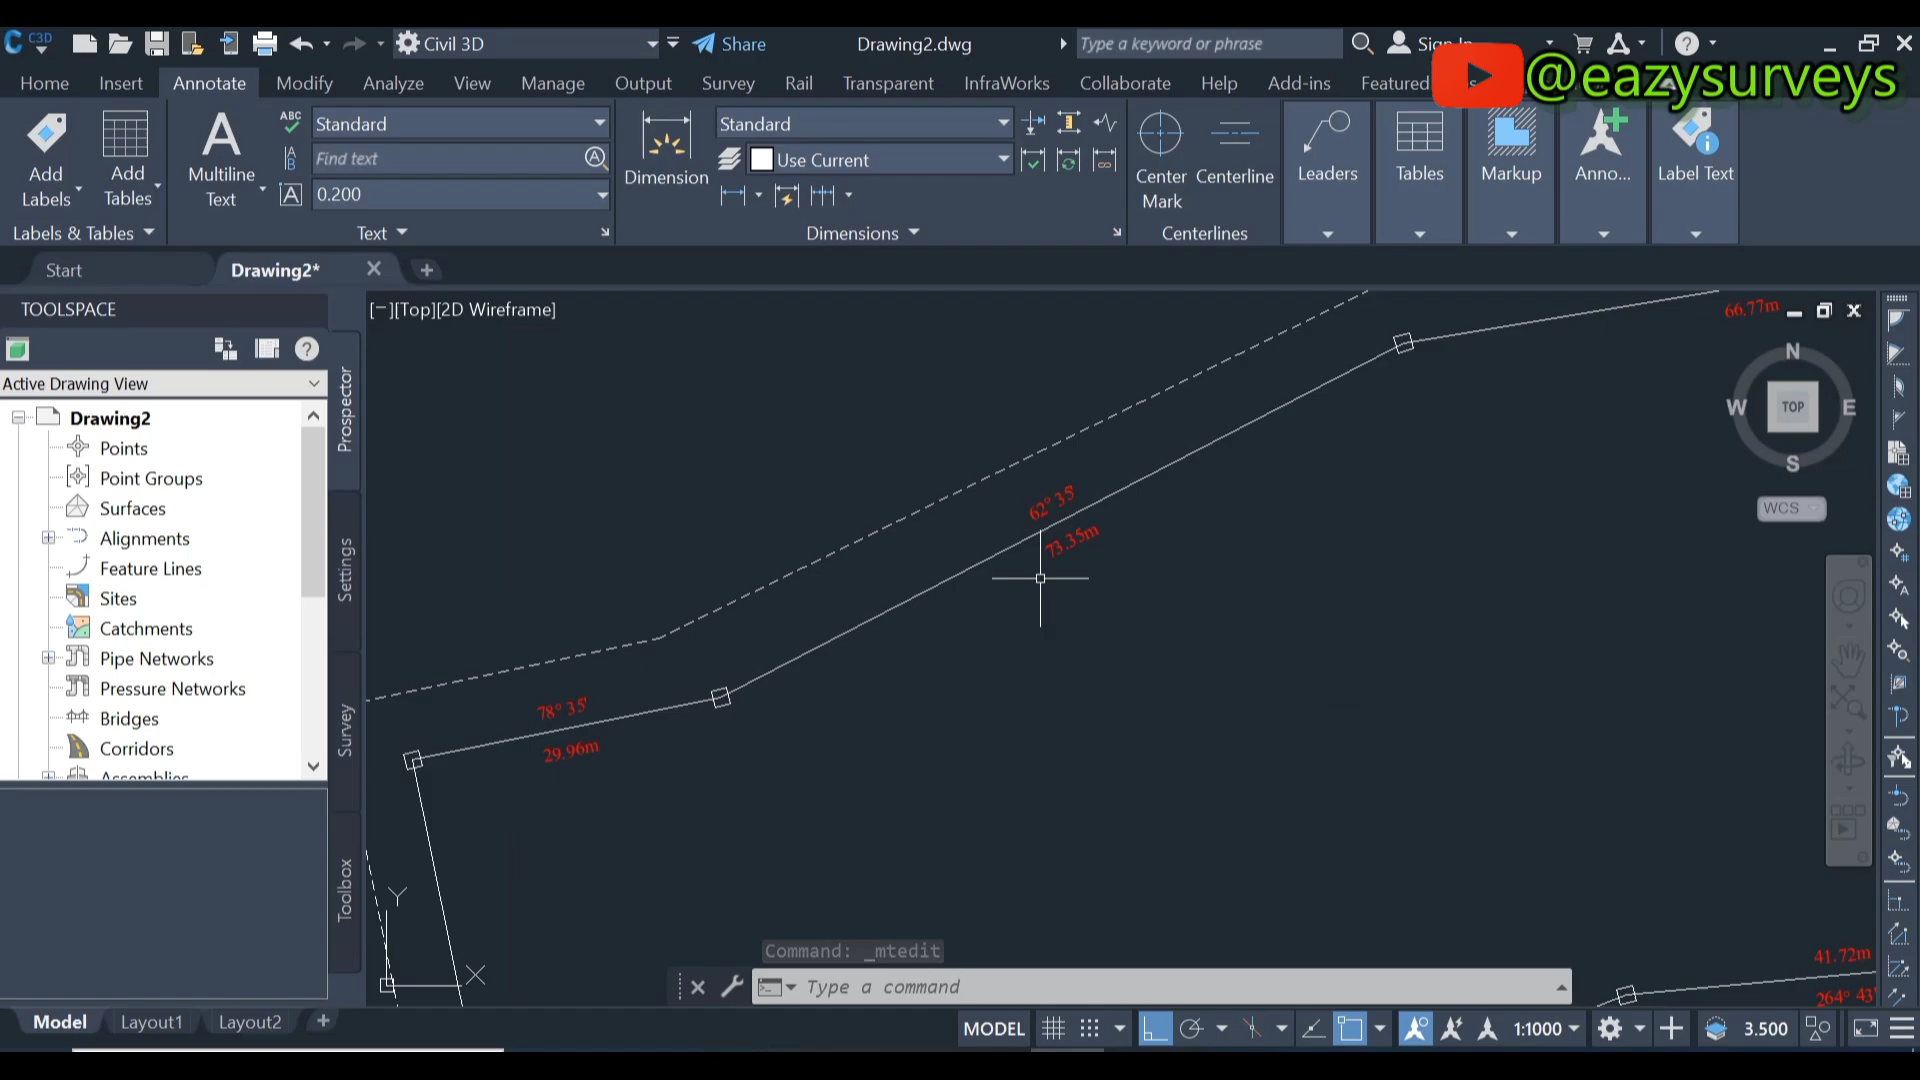 C3D
Civil 3D
Share
Drawing2.dwg
Type a keyword or phrase
@eazysurveys
Home Insert Annotate Modify Analyze View Manage Output Survey Rail Transparent InfraWorks Collaborate Help Add-ins Featured
Add Labels
Add Tables
Labels & Tables
Multiline Text
ABC
Standard
Find text
0.200
Text
Dimension
Standard
Use Current
Dimensions
Center Mark
Centerline
Centerlines
Leaders
Tables
Markup
Anno...
Label Text
Start
Drawing2*
TOOLSPACE
Active Drawing View
Drawing2
Points
Point Groups
Surfaces
Alignments
Feature Lines
Sites
Catchments
Pipe Networks
Pressure Networks
Bridges
Corridors
Assemblies
Prospector
Settings
Survey
Toolbox
[−][Top][2D Wireframe]
66.77m
N
W TOP E
S
WCS
62° 35'
73.35m
78° 35'
29.96m
Y
X
41.72m
264° 43'
Command: _mtedit
Type a command
Model Layout1 Layout2
MODEL
1:1000
3.500